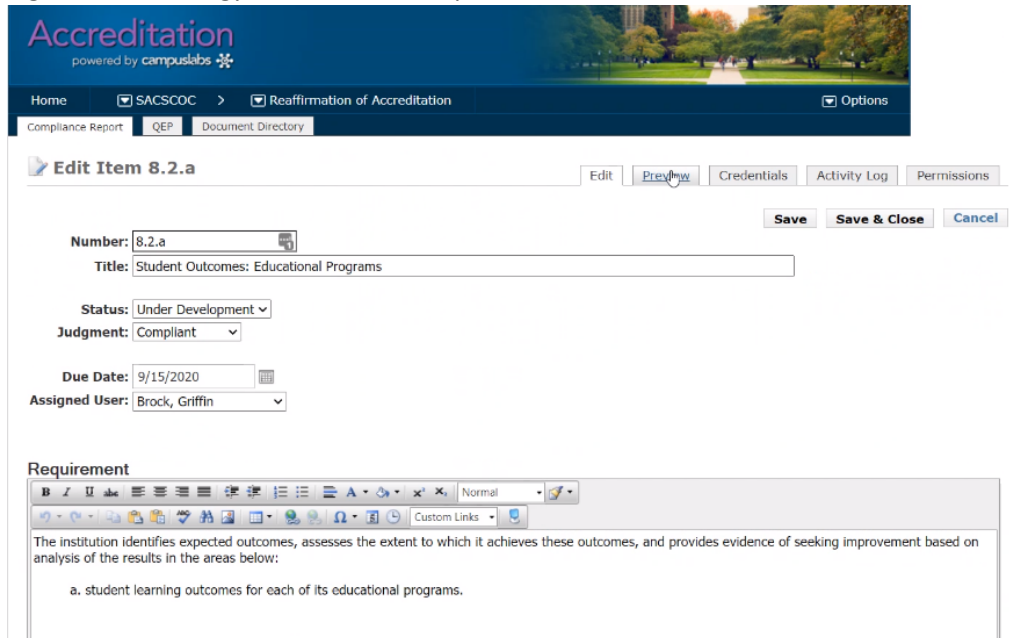 Accreditation
powered by campuslabs
Home SACSCOC > Reaffirmation of Accreditation Options
Compliance Report QEP Document Directory
Edit Item 8.2.a
Edit Preview Credentials Activity Log Permissions
Save Save & Close Cancel
Number: 8.2.a
Title: Student Outcomes: Educational Programs
Status: Under Development
Judgment: Compliant
Due Date: 9/15/2020
Assigned User: Brock, Griffin
Requirement
B I U abc A x² X₂ Normal
ABC Ω Custom Links
The institution identifies expected outcomes, assesses the extent to which it achieves these outcomes, and provides evidence of seeking improvement based on
analysis of the results in the areas below:
a. student learning outcomes for each of its educational programs.